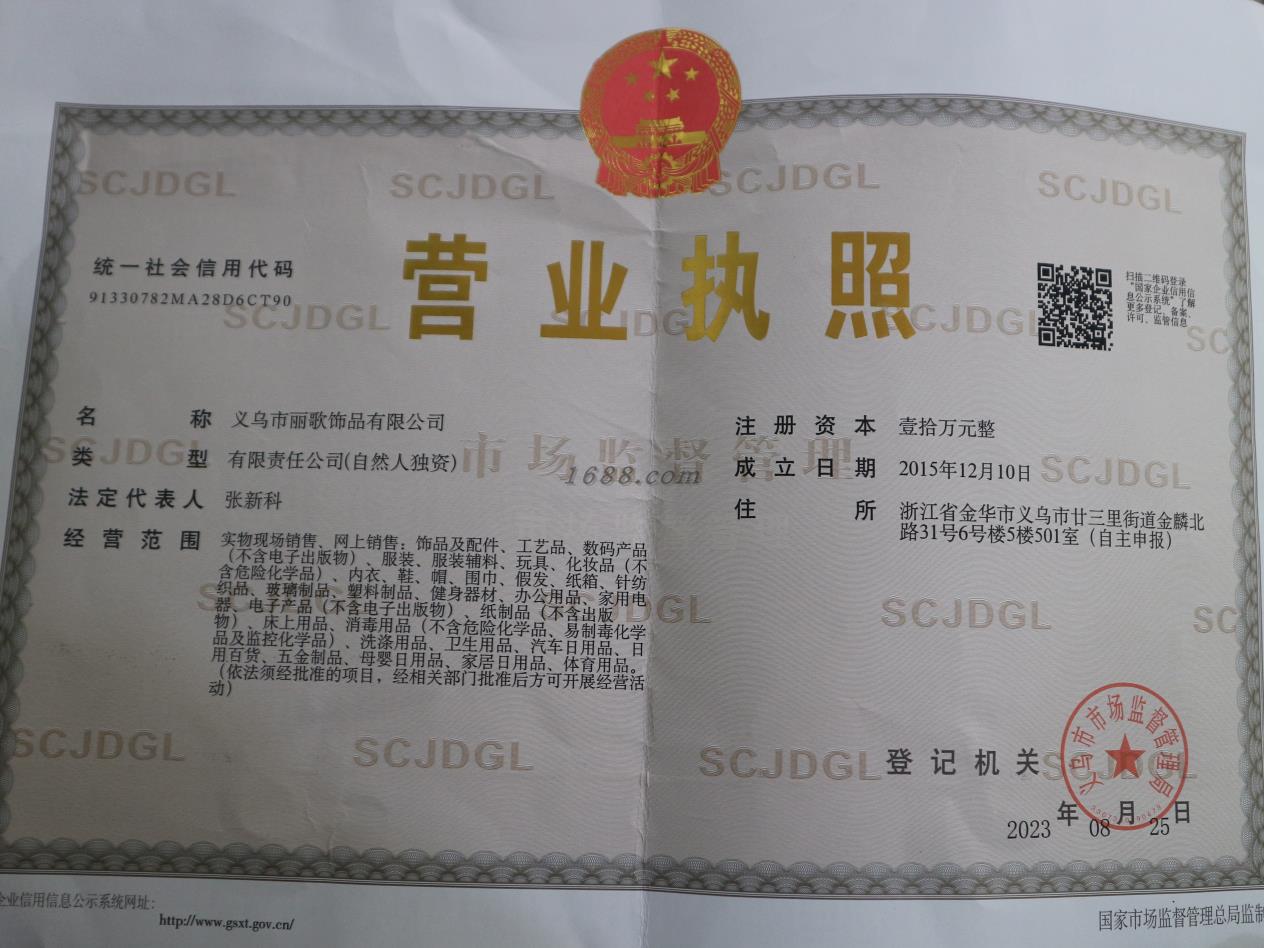 SCJDGL SCJDGL SCJDGL SCJDGL
营业执照
统一社会信用代码
91330782MA28D6CT90
扫描二维码登录
“国家企业信用信
息公示系统”了解
更多登记、备案、
许可、监管信息
SCJDGL SCJDGL SCJDGL SC
名称 义乌市丽歌饰品有限公司
类型 有限责任公司(自然人独资)
法定代表人 张新科
经营范围 实物现场销售、网上销售：饰品及配件、工艺品、数码产品
（不含电子出版物）、服装、服装辅料、玩具、化妆品（不
含危险化学品）、内衣、鞋、帽、围巾、假发、纸箱、针纺
织品、玻璃制品、塑料制品、健身器材、办公用品、家用电
器、电子产品（不含电子出版物）、纸制品（不含出版
物）、床上用品、消毒用品（不含危险化学品、易制毒化学
品及监控化学品）、洗涤用品、卫生用品、汽车日用品、日
用百货、五金制品、母婴日用品、家居日用品、体育用品。
（依法须经批准的项目，经相关部门批准后方可开展经营活
动）
注册资本 壹拾万元整
成立日期 2015年12月10日
住所 浙江省金华市义乌市廿三里街道金麟北
路31号6号楼5楼501室（自主申报）
SCJDGL 市场监督管理 SCJDGL
1688.com
SCJDGL SCJDGL SC
SCJDGL SCJDGL SCJDGL SCJDGL
登记机关
义乌市市场监督管理局
2023年08月25日
企业信用信息公示系统网址：
http://www.gsxt.gov.cn/
国家市场监督管理总局监制